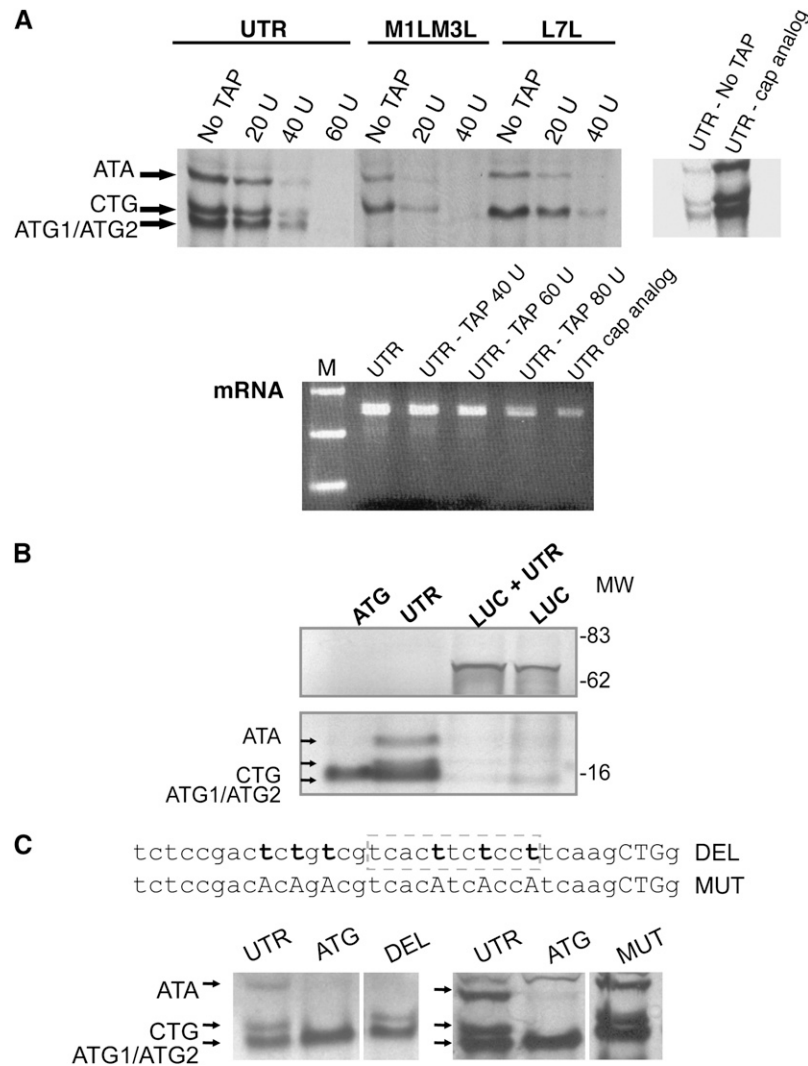 A
UTR M1LM3L L7L
No TAP 20 U 40 U 60 U No TAP 20 U 40 U No TAP 20 U 40 U UTR - No TAP UTR - cap analog
ATA
CTG
ATG1/ATG2
M UTR UTR - TAP 40 U UTR - TAP 60 U UTR - TAP 80 U UTR cap analog
mRNA
B
ATG UTR LUC + UTR LUC MW
-83
-62
ATA
CTG -16
ATG1/ATG2
C
tctccgactctgtcgtcacttctccttcaagCTGg DEL
tctccgacAcAgAcgtcacAtcAccAtcaagCTGg MUT
UTR ATG DEL UTR ATG MUT
ATA
CTG
ATG1/ATG2